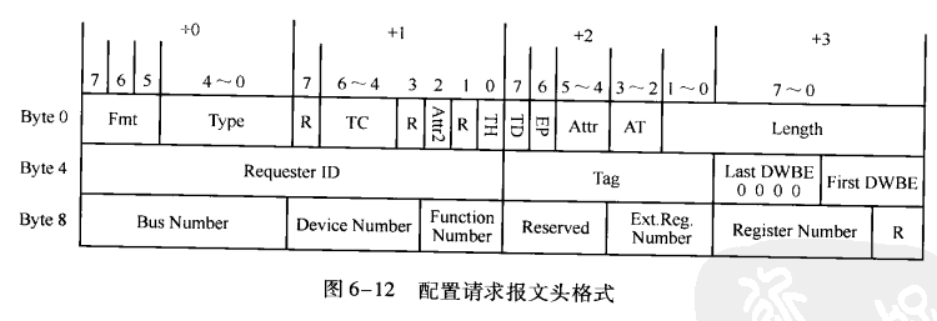 +0 +1 +2 +3
7 6 5 4~0 7 6~4 3 2 1 0 7 6 5~4 3~2 1~0 7~0
Byte 0 Fmt Type R TC R Attr2 R TH TD EP Attr AT Length
Byte 4 Requester ID Tag Last DWBE 0 0 0 0 First DWBE
Byte 8 Bus Number Device Number Function Number Reserved Ext.Reg. Number Register Number R
图 6-12 配置请求报文头格式